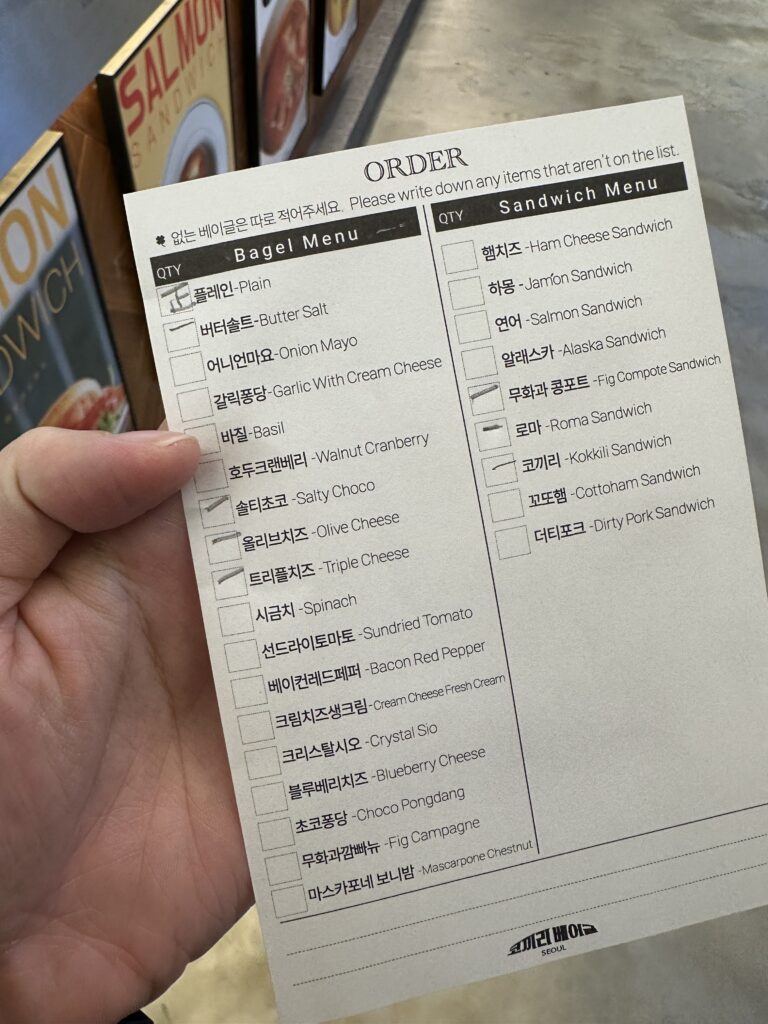 SALMON
SANDWICH
ION
NDWICH
ORDER
없는 베이글은 따로 적어주세요. Please write down any items that aren't on the list.
QTY Bagel Menu
正 플레인-Plain
一 버터솔트-Butter Salt
어니언마요-Onion Mayo
갈릭퐁당-Garlic With Cream Cheese
바질-Basil
호두크랜베리 -Walnut Cranberry
一 솔티초코 -Salty Choco
一 올리브치즈 -Olive Cheese
一 트리플치즈 -Triple Cheese
시금치 -Spinach
선드라이토마토 -Sundried Tomato
베이컨레드페퍼 -Bacon Red Pepper
크림치즈생크림-Cream Cheese Fresh Cream
크리스탈시오 -Crystal Sio
블루베리치즈 -Blueberry Cheese
초코퐁당 -Choco Pongdang
무화과깜빠뉴 -Fig Campagne
마스카포네 보니밤 -Mascarpone Chestnut
QTY Sandwich Menu
햄치즈 -Ham Cheese Sandwich
하몽 -Jamón Sandwich
연어 -Salmon Sandwich
알래스카 -Alaska Sandwich
一 무화과 콩포트 -Fig Compote Sandwich
一 로마 -Roma Sandwich
一 코끼리 -Kokkili Sandwich
꼬또햄 -Cottoham Sandwich
더티포크 -Dirty Pork Sandwich
코끼리 베이글
SEOUL